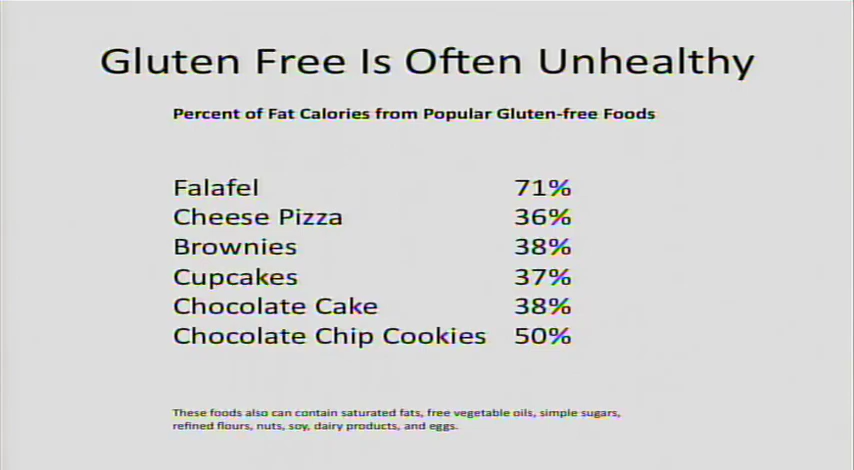 Gluten Free Is Often Unhealthy
Percent of Fat Calories from Popular Gluten-free Foods
Falafel 71%
Cheese Pizza 36%
Brownies 38%
Cupcakes 37%
Chocolate Cake 38%
Chocolate Chip Cookies 50%
These foods also can contain saturated fats, free vegetable oils, simple sugars,
refined flours, nuts, soy, dairy products, and eggs.